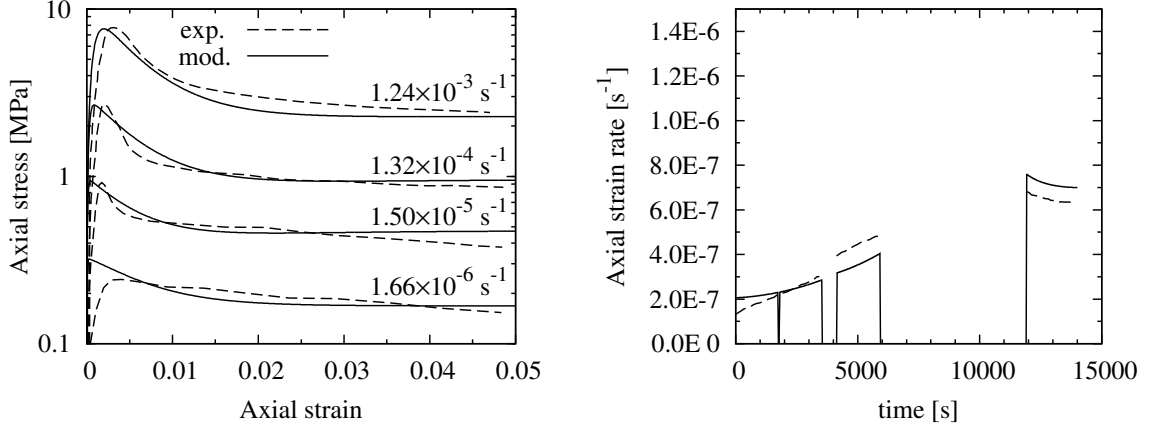 10
1
0.1
Axial stress [MPa]
exp.
mod.
1.24×10⁻³ s⁻¹
1.32×10⁻⁴ s⁻¹
1.50×10⁻⁵ s⁻¹
1.66×10⁻⁶ s⁻¹
0 0.01 0.02 0.03 0.04 0.05
Axial strain
Axial strain rate [s⁻¹]
1.4E-6
1.2E-6
1.0E-6
8.0E-7
6.0E-7
4.0E-7
2.0E-7
0.0E 0
0 5000 10000 15000
time [s]